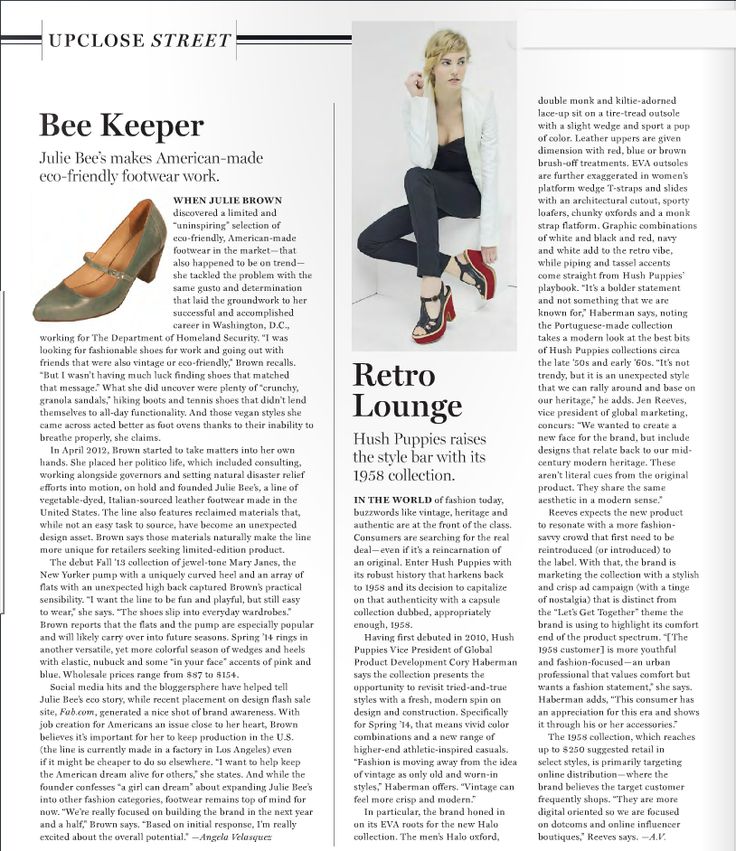 UPCLOSE STREET
Bee Keeper
Julie Bee's makes American-made
eco-friendly footwear work.
WHEN JULIE BROWN
discovered a limited and
"uninspiring" selection of
eco-friendly, American-made
footwear in the market—that
also happened to be on trend—
she tackled the problem with the
same gusto and determination
that laid the groundwork to her
successful and accomplished
career in Washington, D.C.,
working for The Department of Homeland Security. "I was
looking for fashionable shoes for work and going out with
friends that were also vintage or eco-friendly," Brown recalls.
"But I wasn't having much luck finding shoes that matched
that message." What she did uncover were plenty of "crunchy,
granola sandals," hiking boots and tennis shoes that didn't lend
themselves to all-day functionality. And those vegan styles she
came across acted better as foot ovens thanks to their inability to
breathe properly, she claims.
In April 2012, Brown started to take matters into her own
hands. She placed her politico life, which included consulting,
working alongside governors and setting natural disaster relief
efforts into motion, on hold and founded Julie Bee's, a line of
vegetable-dyed, Italian-sourced leather footwear made in the
United States. The line also features reclaimed materials that,
while not an easy task to source, have become an unexpected
design asset. Brown says those materials naturally make the line
more unique for retailers seeking limited-edition product.
The debut Fall '13 collection of jewel-tone Mary Janes, the
New Yorker pump with a uniquely curved heel and an array of
flats with an unexpected high back captured Brown's practical
sensibility. "I want the line to be fun and playful, but still easy
to wear," she says. "The shoes slip into everyday wardrobes."
Brown reports that the flats and the pump are especially popular
and will likely carry over into future seasons. Spring '14 rings in
another versatile, yet more colorful season of wedges and heels
with elastic, nubuck and some "in your face" accents of pink and
blue. Wholesale prices range from $87 to $154.
Social media hits and the bloggersphere have helped tell
Julie Bee's eco story, while recent placement on design flash sale
site, Fab.com, generated a nice shot of brand awareness. With
job creation for Americans an issue close to her heart, Brown
believes it's important for her to keep production in the U.S.
(the line is currently made in a factory in Los Angeles) even
if it might be cheaper to do so elsewhere. "I want to help keep
the American dream alive for others," she states. And while the
founder confesses "a girl can dream" about expanding Julie Bee's
into other fashion categories, footwear remains top of mind for
now. "We're really focused on building the brand in the next year
and a half," Brown says. "Based on initial response, I'm really
excited about the overall potential." —Angela Velasquez
Retro
Lounge
Hush Puppies raises
the style bar with its
1958 collection.
IN THE WORLD of fashion today,
buzzwords like vintage, heritage and
authentic are at the front of the class.
Consumers are searching for the real
deal—even if it's a reincarnation of
an original. Enter Hush Puppies with
its robust history that harkens back
to 1958 and its decision to capitalize
on that authenticity with a capsule
collection dubbed, appropriately
enough, 1958.
Having first debuted in 2010, Hush
Puppies Vice President of Global
Product Development Cory Haberman
says the collection presents the
opportunity to revisit tried-and-true
styles with a fresh, modern spin on
design and construction. Specifically
for Spring '14, that means vivid color
combinations and a new range of
higher-end athletic-inspired casuals.
"Fashion is moving away from the idea
of vintage as only old and worn-in
styles," Haberman offers. "Vintage can
feel more crisp and modern."
In particular, the brand honed in
on its EVA roots for the new Halo
collection. The men's Halo oxford,
double monk and kiltie-adorned
lace-up sit on a tire-tread outsole
with a slight wedge and sport a pop
of color. Leather uppers are given
dimension with red, blue or brown
brush-off treatments. EVA outsoles
are further exaggerated in women's
platform wedge T-straps and slides
with an architectural cutout, sporty
loafers, chunky oxfords and a monk
strap flatform. Graphic combinations
of white and black and red, navy
and white add to the retro vibe,
while piping and tassel accents
come straight from Hush Puppies'
playbook. "It's a bolder statement
and not something that we are
known for," Haberman says, noting
the Portuguese-made collection
takes a modern look at the best bits
of Hush Puppies collections circa
the late '50s and early '60s. "It's not
trendy, but it is an unexpected style
that we can rally around and base on
our heritage," he adds. Jen Reeves,
vice president of global marketing,
concurs: "We wanted to create a
new face for the brand, but include
designs that relate back to our mid-
century modern heritage. These
aren't literal cues from the original
product. They share the same
aesthetic in a modern sense."
Reeves expects the new product
to resonate with a more fashion-
savvy crowd that first need to be
reintroduced (or introduced) to
the label. With that, the brand is
marketing the collection with a stylish
and crisp ad campaign (with a tinge
of nostalgia) that is distinct from
the "Let's Get Together" theme the
brand is using to highlight its comfort
end of the product spectrum. "[The
1958 customer] is more youthful
and fashion-focused—an urban
professional that values comfort but
wants a fashion statement," she says.
Haberman adds, "This consumer has
an appreciation for this era and shows
it through his or her accessories."
The 1958 collection, which reaches
up to $250 suggested retail in
select styles, is primarily targeting
online distribution—where the
brand believes the target customer
frequently shops. "They are more
digital oriented so we are focused
on dotcoms and online influencer
boutiques," Reeves says. —A.V.